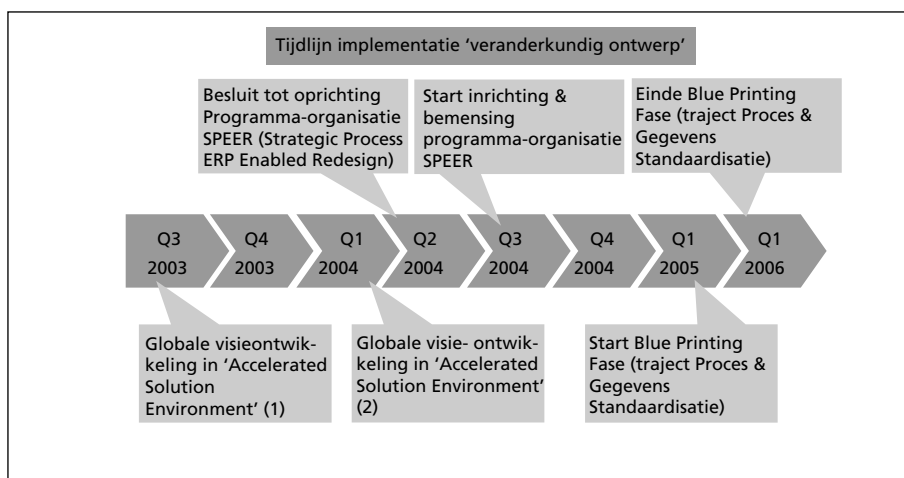 Tijdlijn implementatie ‘veranderkundig ontwerp’
Besluit tot oprichting
Programma-organisatie
SPEER (Strategic Process
ERP Enabled Redesign)
Start inrichting &
bemensing
programma-organisatie
SPEER
Einde Blue Printing
Fase (traject Proces &
Gegevens
Standaardisatie)
Q3
2003
Q4
2003
Q1
2004
Q2
2004
Q3
2004
Q4
2004
Q1
2005
Q1
2006
Globale visieontwik-
keling in ‘Accelerated
Solution
Environment’ (1)
Globale visie- ontwik-
keling in ‘Accelerated
Solution Environment’
(2)
Start Blue Printing
Fase (traject Proces &
Gegevens
Standaardisatie)